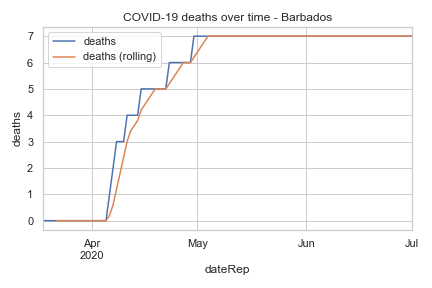 COVID-19 deaths over time - Barbados
deaths
deaths (rolling)
deaths
7
6
5
4
3
2
1
0
Apr
2020
May
Jun
Jul
dateRep